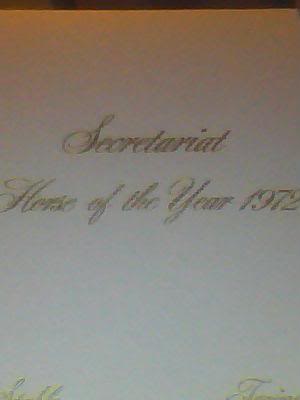 Secretariat
Horse of the Year 1972